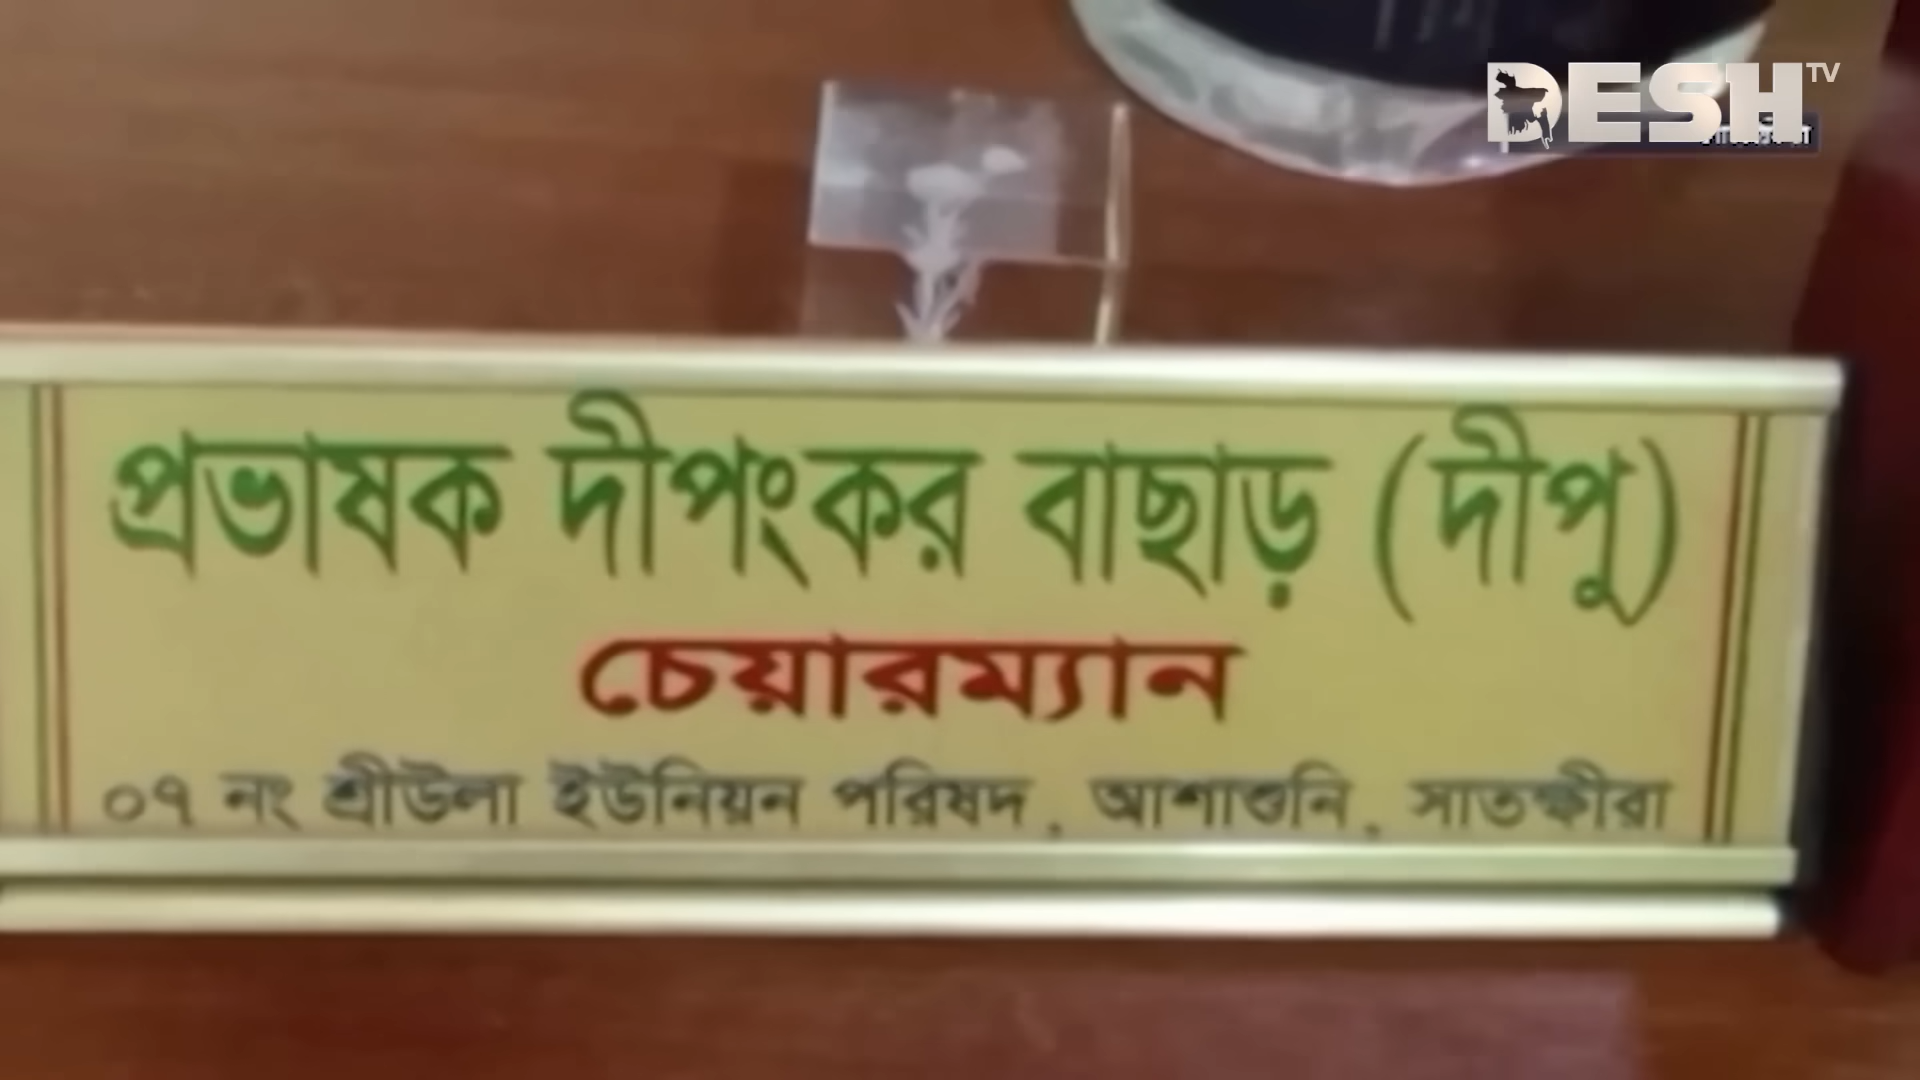 DESH TV
প্রভাষক দীপংকর বাছাড় (দীপু)
চেয়ারম্যান
০৭ নং শ্রীউলা ইউনিয়ন পরিষদ, আশাশুনি, সাতক্ষীরা